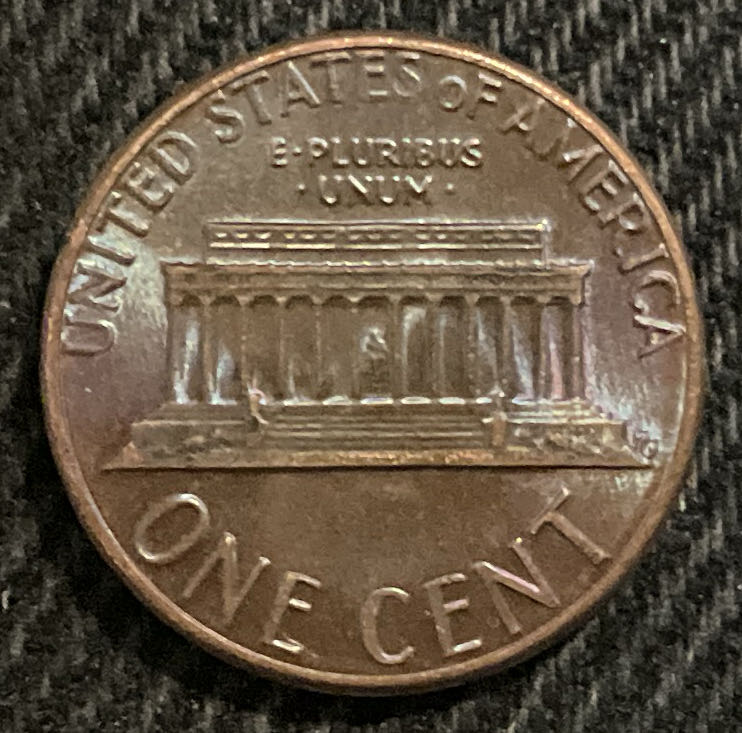 UNITED STATES OF AMERICA
E·PLURIBUS
·UNUM·
ONE CENT